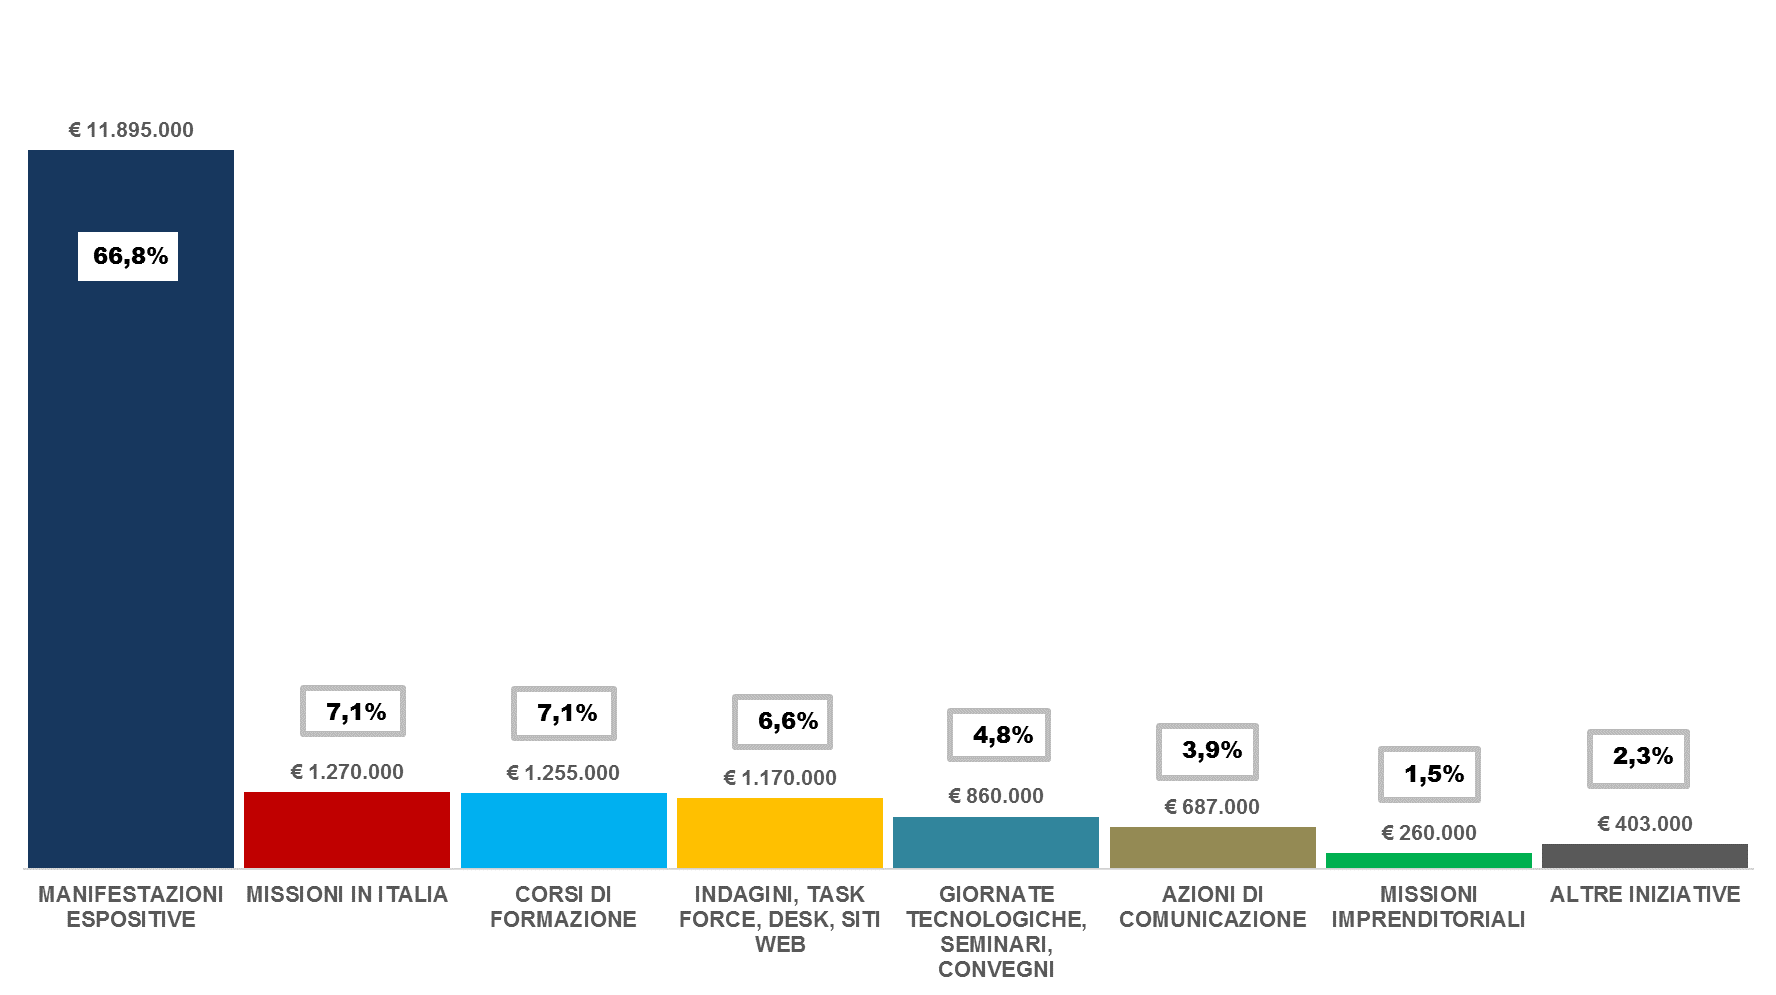 € 11.895.000
66,8%
7,1%
7,1%
6,6%
4,8%
3,9%
1,5%
2,3%
€ 1.270.000
€ 1.255.000
€ 1.170.000
€ 860.000
€ 687.000
€ 260.000
€ 403.000
MANIFESTAZIONI
ESPOSITIVE
MISSIONI IN ITALIA
CORSI DI
FORMAZIONE
INDAGINI, TASK
FORCE, DESK, SITI
WEB
GIORNATE
TECNOLOGICHE,
SEMINARI,
CONVEGNI
AZIONI DI
COMUNICAZIONE
MISSIONI
IMPRENDITORIALI
ALTRE INIZIATIVE